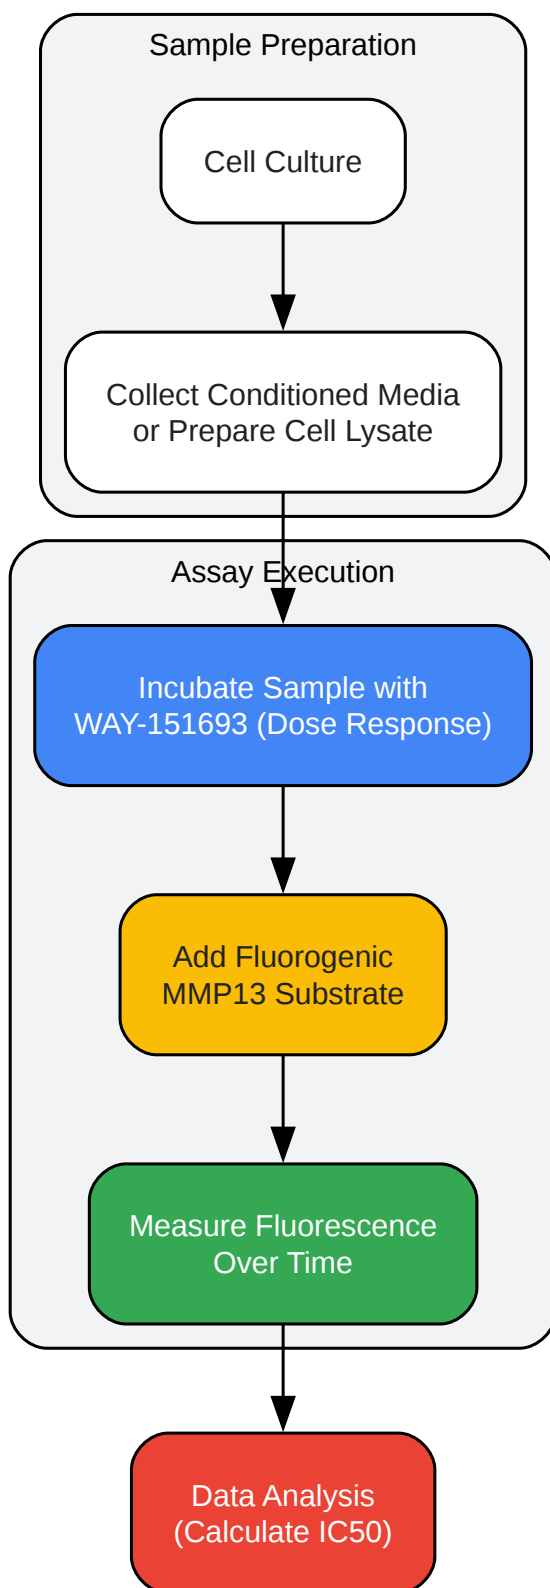 Sample Preparation
Cell Culture
Collect Conditioned Media
or Prepare Cell Lysate
Assay Execution
Incubate Sample with
WAY-151693 (Dose Response)
Add Fluorogenic
MMP13 Substrate
Measure Fluorescence
Over Time
Data Analysis
(Calculate IC50)